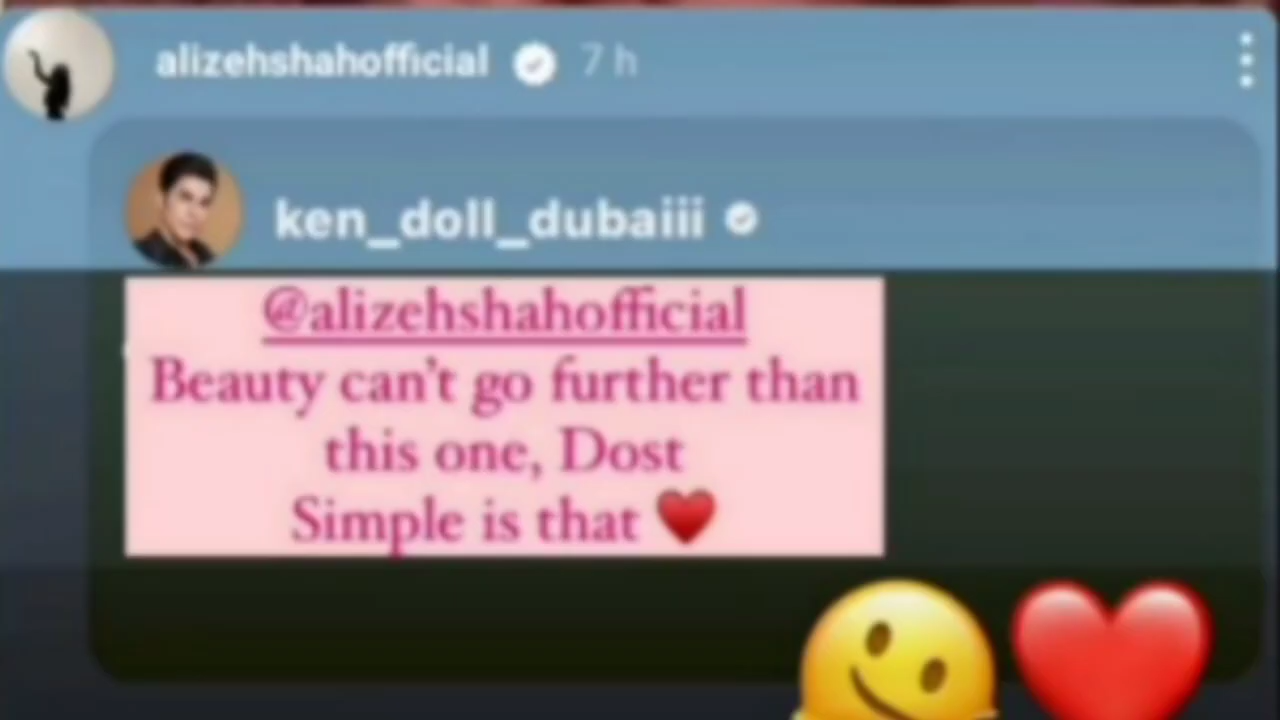 alizehshahofficial 7 h
ken_doll_dubaiii
@alizehshahofficial
Beauty can't go further than
this one, Dost
Simple is that ♥️